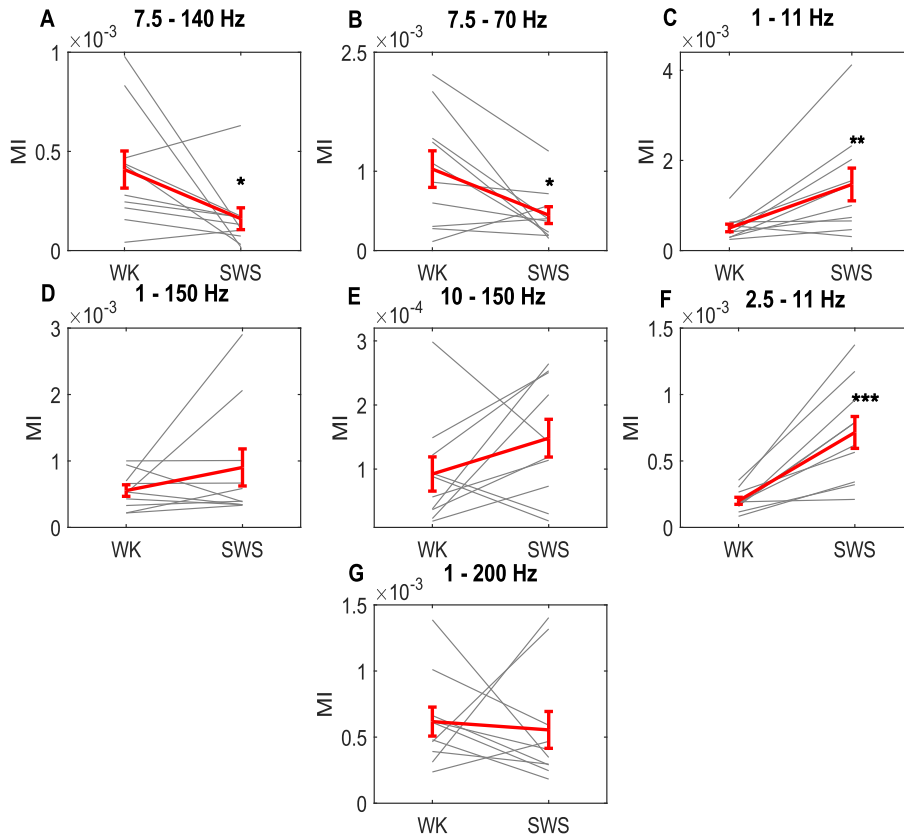 A 7.5 - 140 Hz
×10⁻³
1
0.5
0
MI
*
WK SWS
B 7.5 - 70 Hz
×10⁻³
2.5
1
0
MI
*
WK SWS
C 1 - 11 Hz
×10⁻³
4
2
0
MI
**
WK SWS
D 1 - 150 Hz
×10⁻³
3
2
1
0
MI
WK SWS
E 10 - 150 Hz
×10⁻⁴
3
2
1
MI
WK SWS
F 2.5 - 11 Hz
×10⁻³
1.5
1
0.5
0
MI
***
WK SWS
G 1 - 200 Hz
×10⁻³
1.5
1
0.5
0
MI
WK SWS